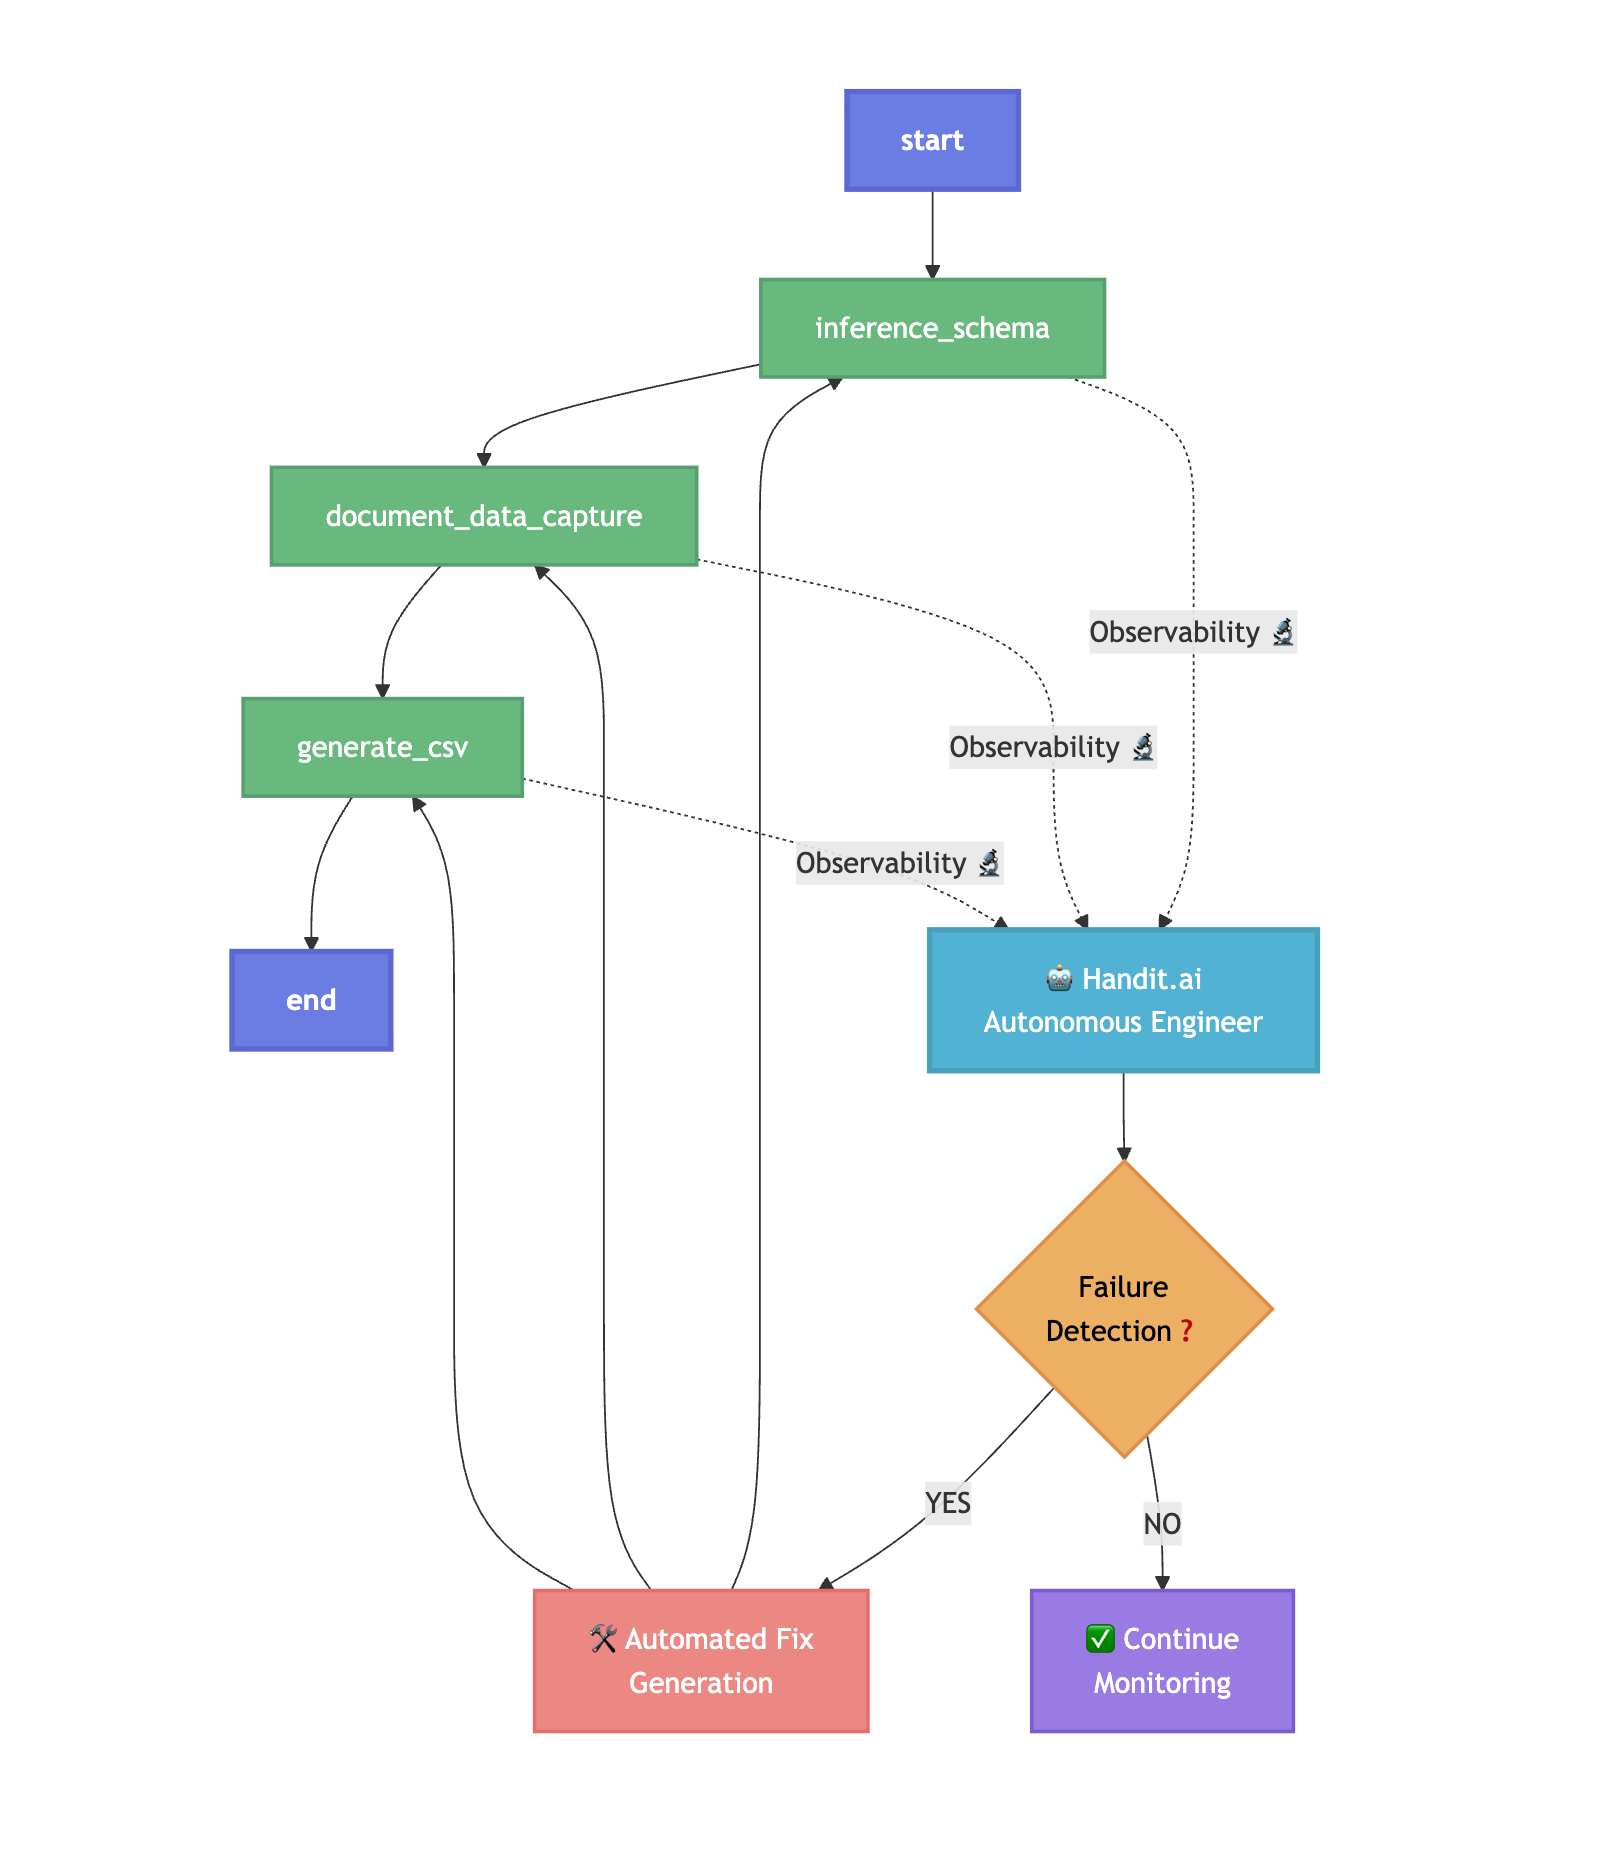 start
inference_schema
document_data_capture
Observability 🔬
generate_csv
Observability 🔬
Observability 🔬
end
🤖 Handit.ai
Autonomous Engineer
Failure
Detection ❓
YES
NO
🛠️ Automated Fix
Generation
✅ Continue
Monitoring